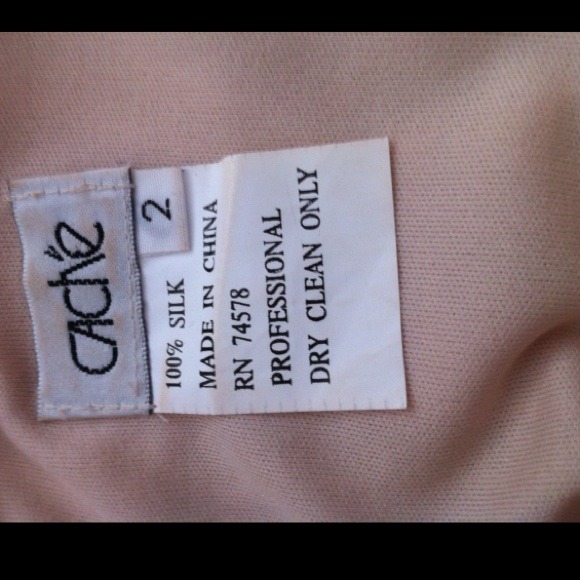 CAChé
2
100% SILK
MADE IN CHINA
RN 74578
PROFESSIONAL
DRY CLEAN ONLY